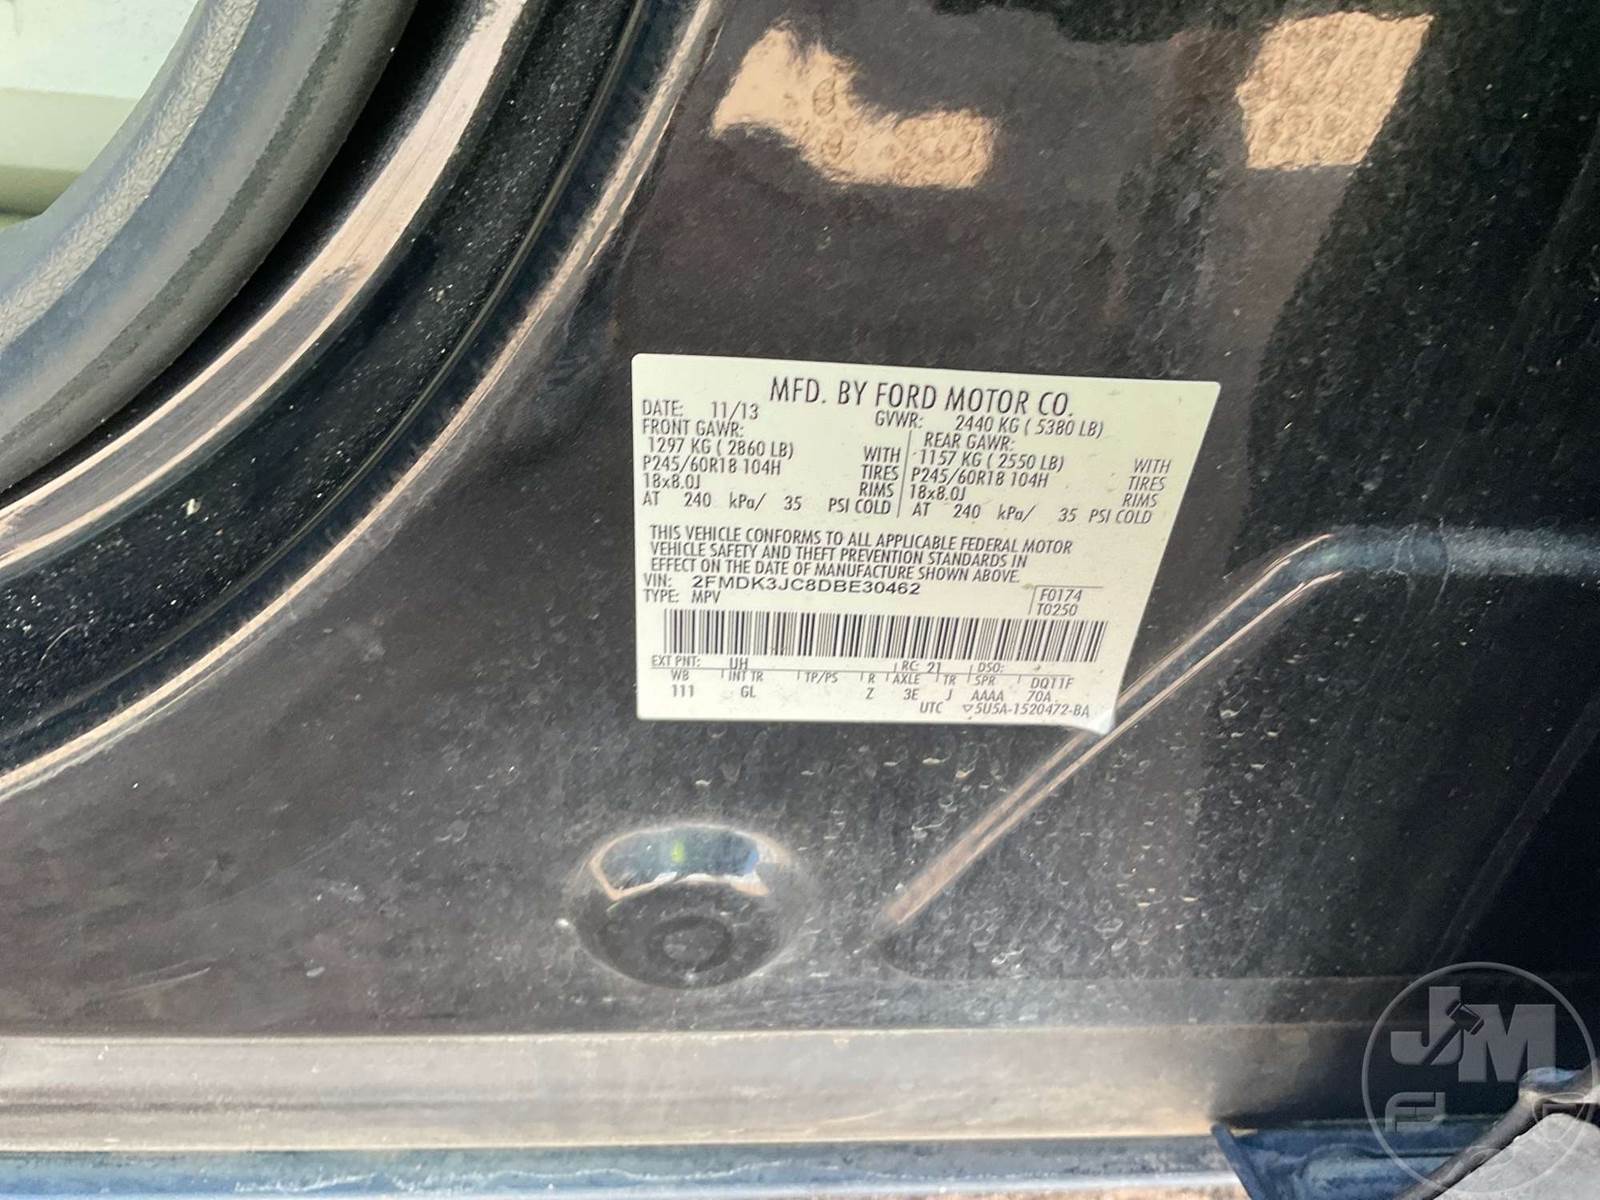 MFD. BY FORD MOTOR CO.
DATE: 11/13 GVWR: 2440 KG ( 5380 LB)
FRONT GAWR: REAR GAWR:
1297 KG ( 2860 LB) WITH 1157 KG ( 2550 LB) WITH
P245/60R18 104H TIRES P245/60R18 104H TIRES
18x8.0J RIMS 18x8.0J RIMS
AT 240 kPa/ 35 PSI COLD AT 240 kPa/ 35 PSI COLD
THIS VEHICLE CONFORMS TO ALL APPLICABLE FEDERAL MOTOR
VEHICLE SAFETY AND THEFT PREVENTION STANDARDS IN
EFFECT ON THE DATE OF MANUFACTURE SHOWN ABOVE.
VIN: 2FMDK3JC8DBE30462 F0174
TYPE: MPV T0250
EXT PNT: UH RC: 21 DSO:
WB INT TR TP/PS R AXLE TR SPR DQ11F
111 GL Z 3E J AAAA 70A
UTC ▽5U5A-1520472-BA
JM